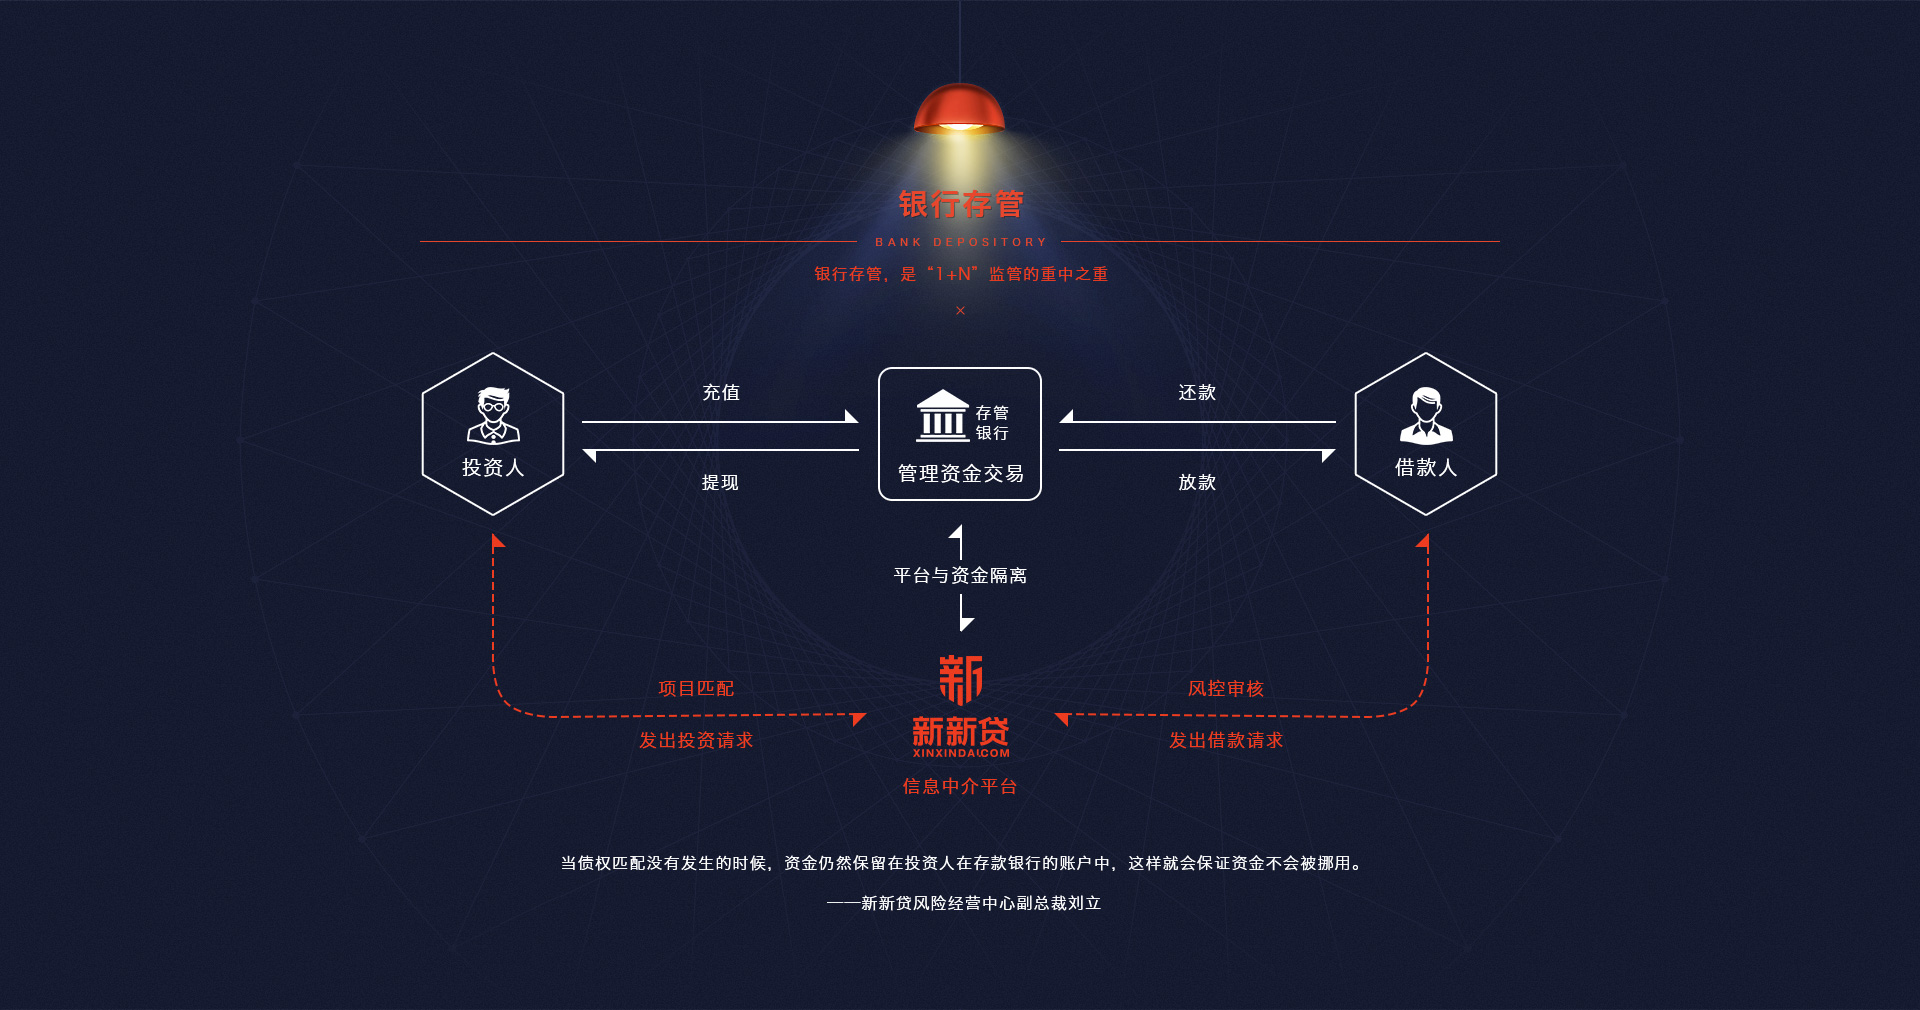 银行存管
BANK DEPOSITORY
银行存管，是“1+N”监管的重中之重
×
充值
还款
存管
银行
投资人
管理资金交易
借款人
提现
放款
平台与资金隔离
新
项目匹配
风控审核
新新贷
发出投资请求
XINXINDAI.COM
发出借款请求
信息中介平台
当债权匹配没有发生的时候，资金仍然保留在投资人在存款银行的账户中，这样就会保证资金不会被挪用。
——新新贷风险经营中心副总裁刘立